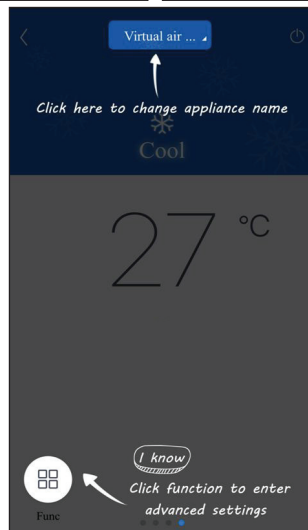 Virtual air ...
Click here to change appliance name
Cool
27 °C
I know
Click function to enter
advanced settings
Func